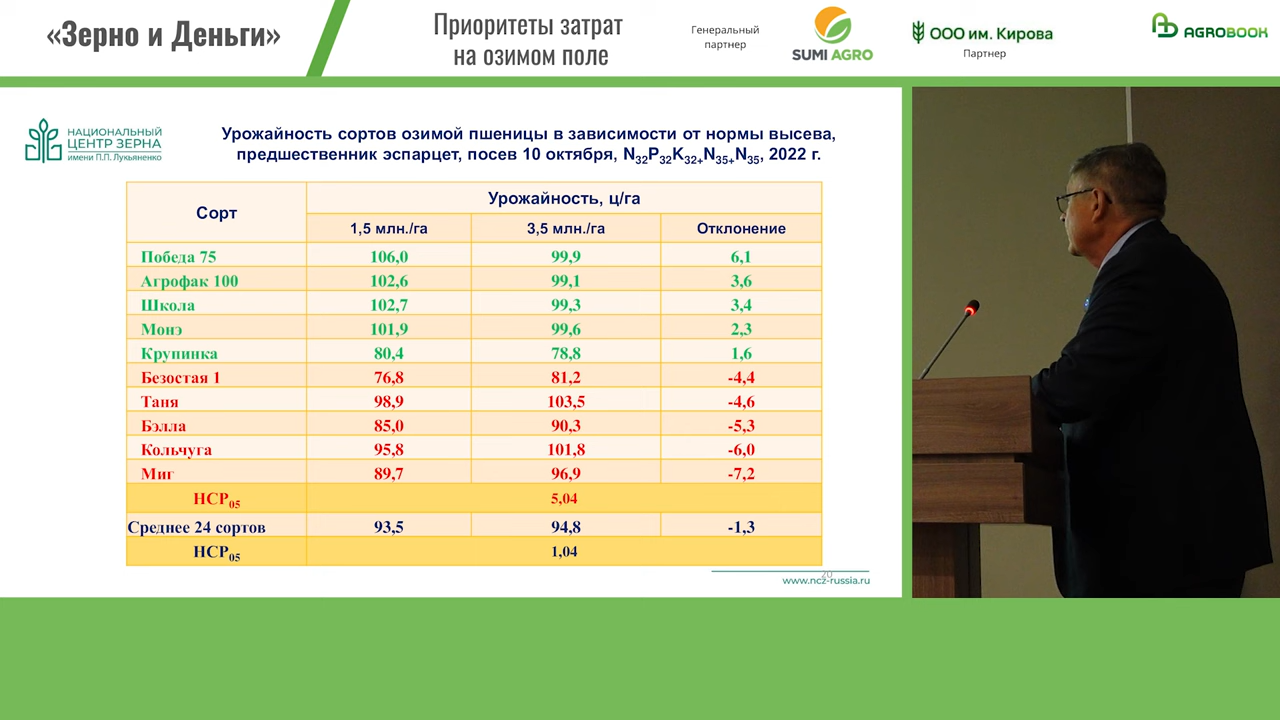 «Зерно и Деньги»
Приоритеты затрат
на озимом поле
Генеральный
партнер
SUMI AGRO
ООО им. Кирова
Партнер
AGROBOOK
НАЦИОНАЛЬНЫЙ
ЦЕНТР ЗЕРНА
имени П.П. Лукьяненко
Урожайность сортов озимой пшеницы в зависимости от нормы высева,
предшественник эспарцет, посев 10 октября, N32P32K32+N35+N35, 2022 г.
Сорт Урожайность, ц/га
1,5 млн./га 3,5 млн./га Отклонение
Победа 75 106,0 99,9 6,1
Агрофак 100 102,6 99,1 3,6
Школа 102,7 99,3 3,4
Монэ 101,9 99,6 2,3
Крупинка 80,4 78,8 1,6
Безостая 1 76,8 81,2 -4,4
Таня 98,9 103,5 -4,6
Бэлла 85,0 90,3 -5,3
Кольчуга 95,8 101,8 -6,0
Миг 89,7 96,9 -7,2
НСР05 5,04
Среднее 24 сортов 93,5 94,8 -1,3
НСР05 1,04
20
www.ncz-russia.ru